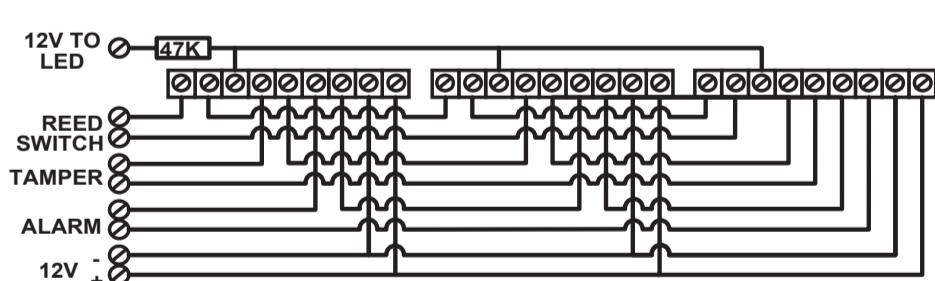 12V TO
LED
47K
REED
SWITCH
TAMPER
ALARM
-
12V
+